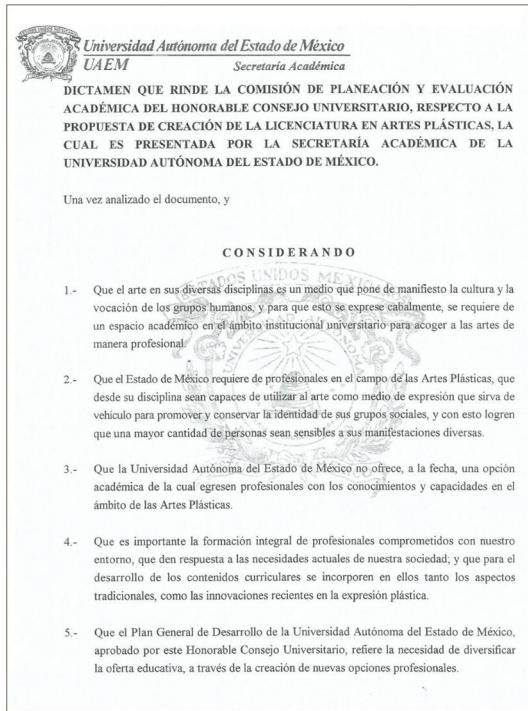 Universidad Autónoma del Estado de México
UAEM Secretaría Académica
DICTAMEN QUE RINDE LA COMISIÓN DE PLANEACIÓN Y EVALUACIÓN
ACADÉMICA DEL HONORABLE CONSEJO UNIVERSITARIO, RESPECTO A LA
PROPUESTA DE CREACIÓN DE LA LICENCIATURA EN ARTES PLÁSTICAS, LA
CUAL ES PRESENTADA POR LA SECRETARÍA ACADÉMICA DE LA
UNIVERSIDAD AUTÓNOMA DEL ESTADO DE MÉXICO.
Una vez analizado el documento, y
CONSIDERANDO
1.- Que el arte en sus diversas disciplinas es un medio que pone de manifiesto la cultura y la
vocación de los grupos humanos, y para que esto se exprese cabalmente, se requiere de
un espacio académico en el ámbito institucional universitario para acoger a las artes de
manera profesional.
2.- Que el Estado de México requiere de profesionales en el campo de las Artes Plásticas, que
desde su disciplina sean capaces de utilizar al arte como medio de expresión que sirva de
vehículo para promover y conservar la identidad de sus grupos sociales, y con esto logren
que una mayor cantidad de personas sean sensibles a sus manifestaciones diversas.
3.- Que la Universidad Autónoma del Estado de México no ofrece, a la fecha, una opción
académica de la cual egresen profesionales con los conocimientos y capacidades en el
ámbito de las Artes Plásticas.
4.- Que es importante la formación integral de profesionales comprometidos con nuestro
entorno, que den respuesta a las necesidades actuales de nuestra sociedad; y que para el
desarrollo de los contenidos curriculares se incorporen en ellos tanto los aspectos
tradicionales, como las innovaciones recientes en la expresión plástica.
5.- Que el Plan General de Desarrollo de la Universidad Autónoma del Estado de México,
aprobado por este Honorable Consejo Universitario, refiere la necesidad de diversificar
la oferta educativa, a través de la creación de nuevas opciones profesionales.